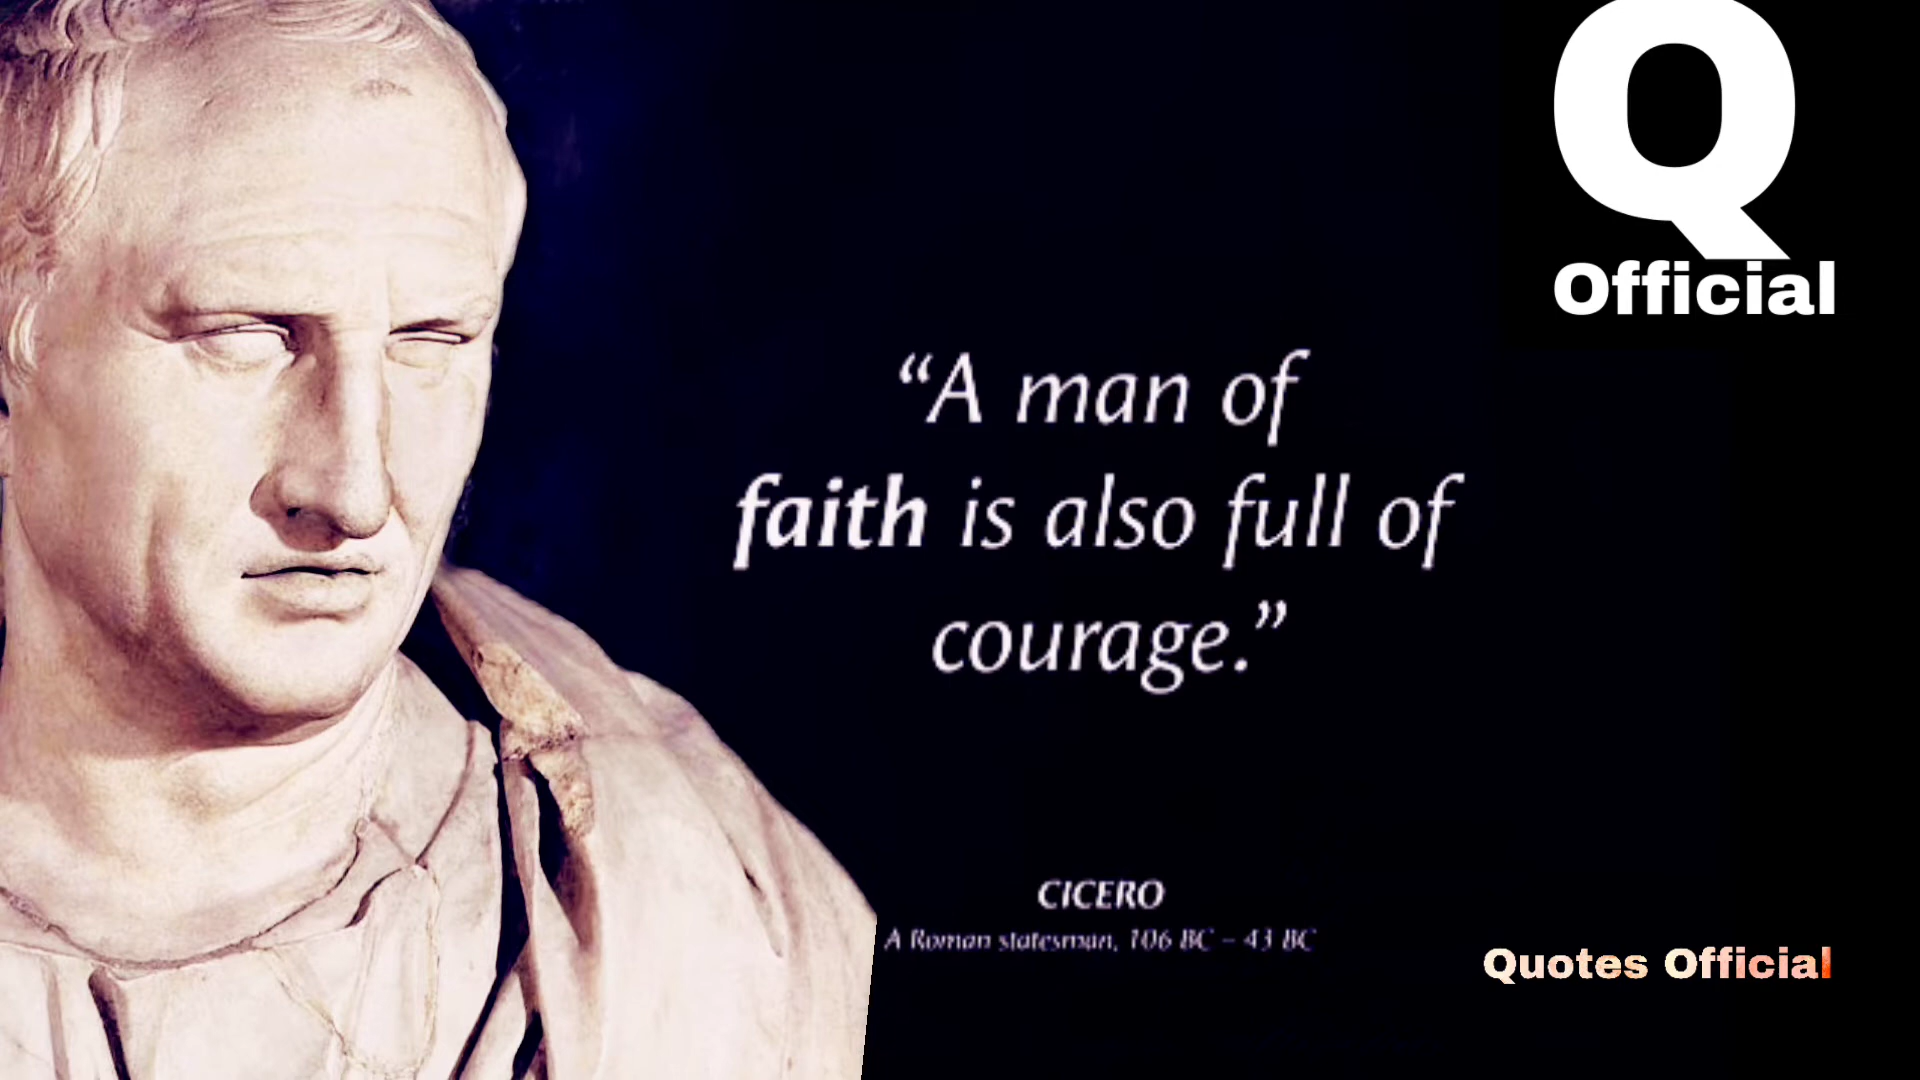 Q
Official
“A man of
faith is also full of
courage.”
CICERO
A Roman statesman, 106 BC – 43 BC
Quotes Official